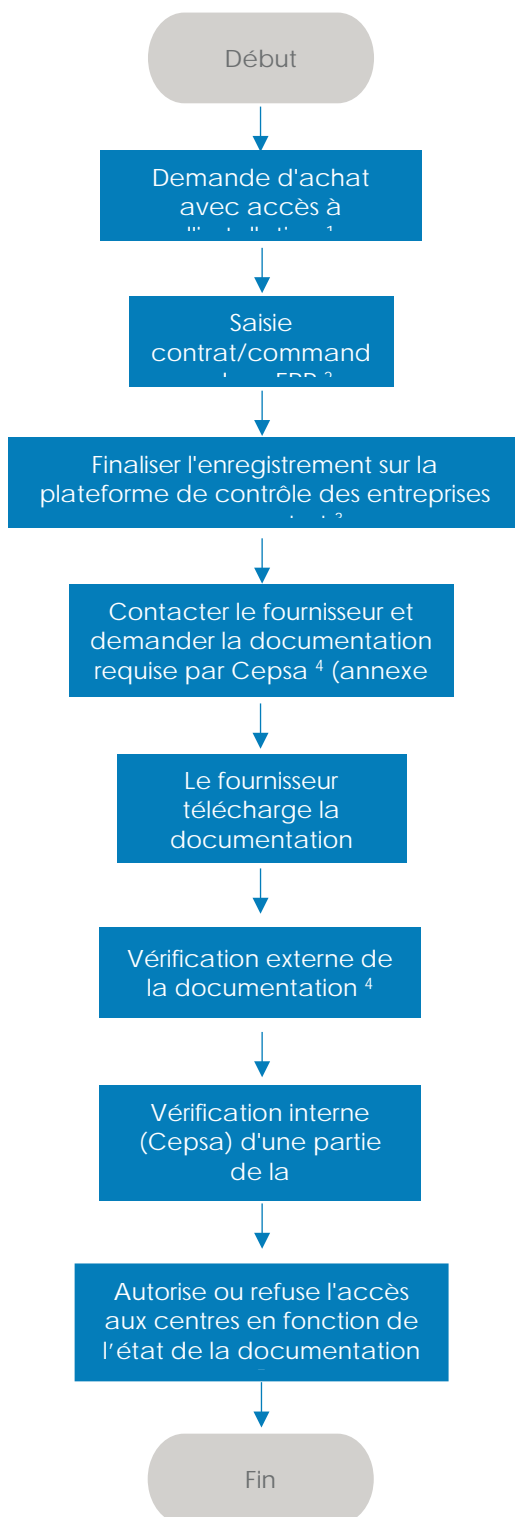 Début
Demande d'achat
avec accès à
Saisie
contrat/command
Finaliser l'enregistrement sur la
plateforme de contrôle des entreprises
Contacter le fournisseur et
demander la documentation
requise par Cepsa ⁴ (annexe
Le fournisseur
télécharge la
documentation
Vérification externe de
la documentation ⁴
Vérification interne
(Cepsa) d'une partie
de la
Autorise ou refuse l'accès
aux centres en fonction de
l’état de la documentation
Fin